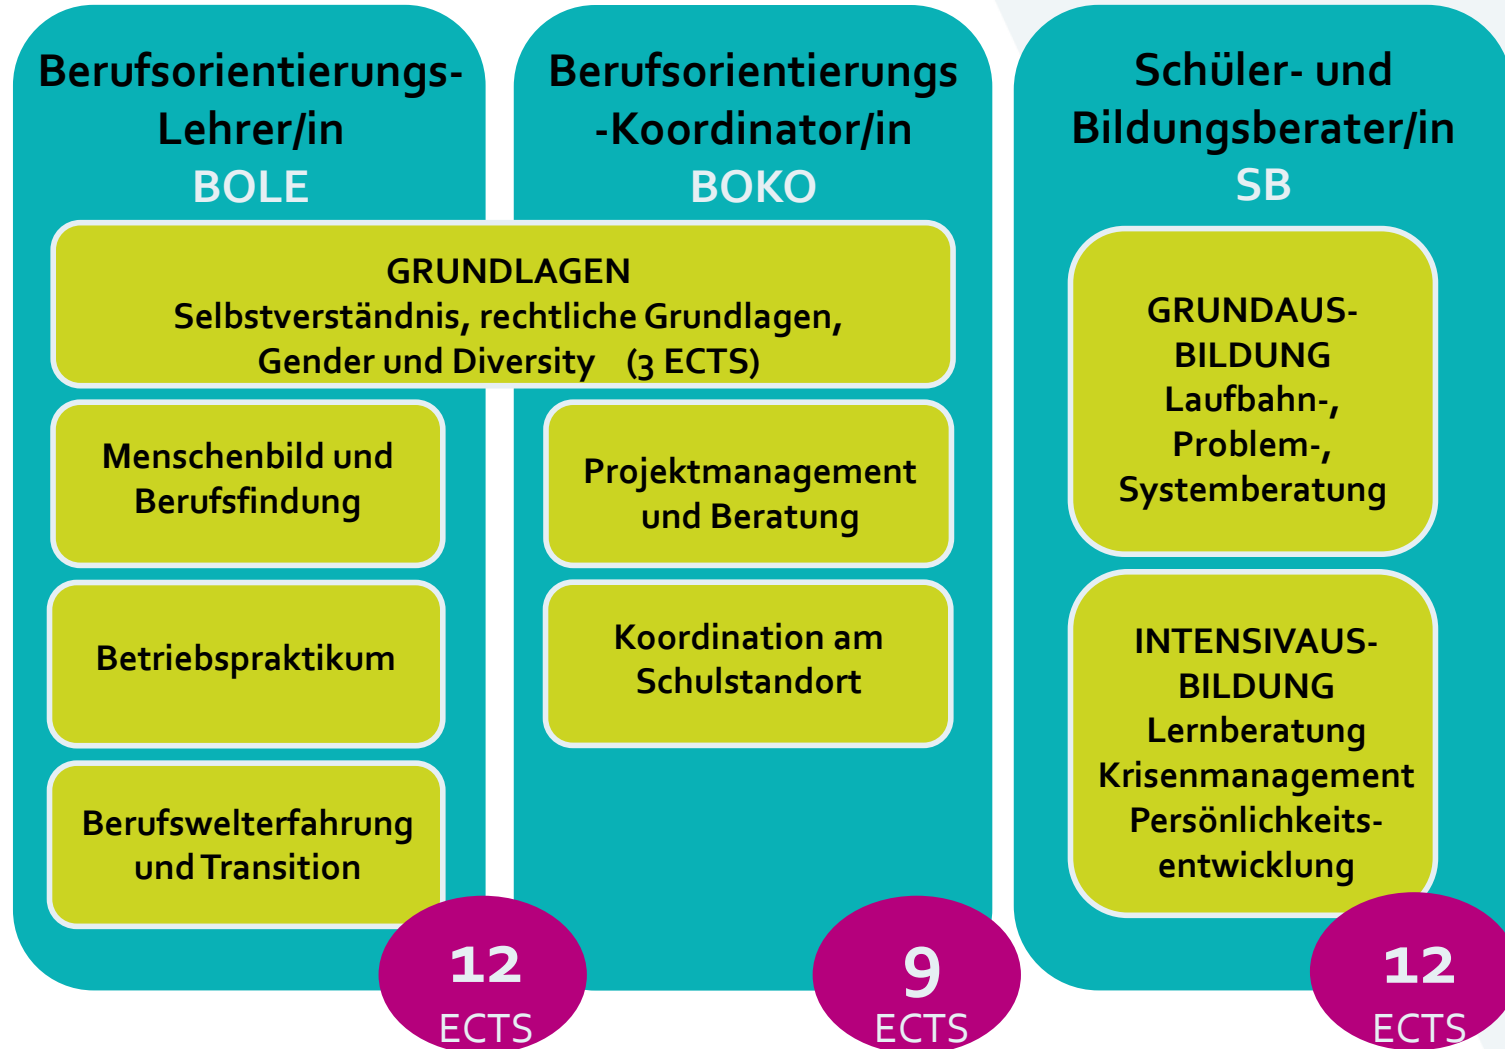 Berufsorientierungs-
Lehrer/in
BOLE
Berufsorientierungs
-Koordinator/in
BOKO
Schüler- und
Bildungsberater/in
SB
GRUNDLAGEN
Selbstverständnis, rechtliche Grundlagen,
Gender und Diversity (3 ECTS)
Menschenbild und
Berufsfindung
Betriebspraktikum
Berufswelterfahrung
und Transition
12
ECTS
Projektmanagement
und Beratung
Koordination am
Schulstandort
9
ECTS
GRUNDAUS-
BILDUNG
Laufbahn-,
Problem-,
Systemberatung
INTENSIVAUS-
BILDUNG
Lernberatung
Krisenmanagement
Persönlichkeits-
entwicklung
12
ECTS